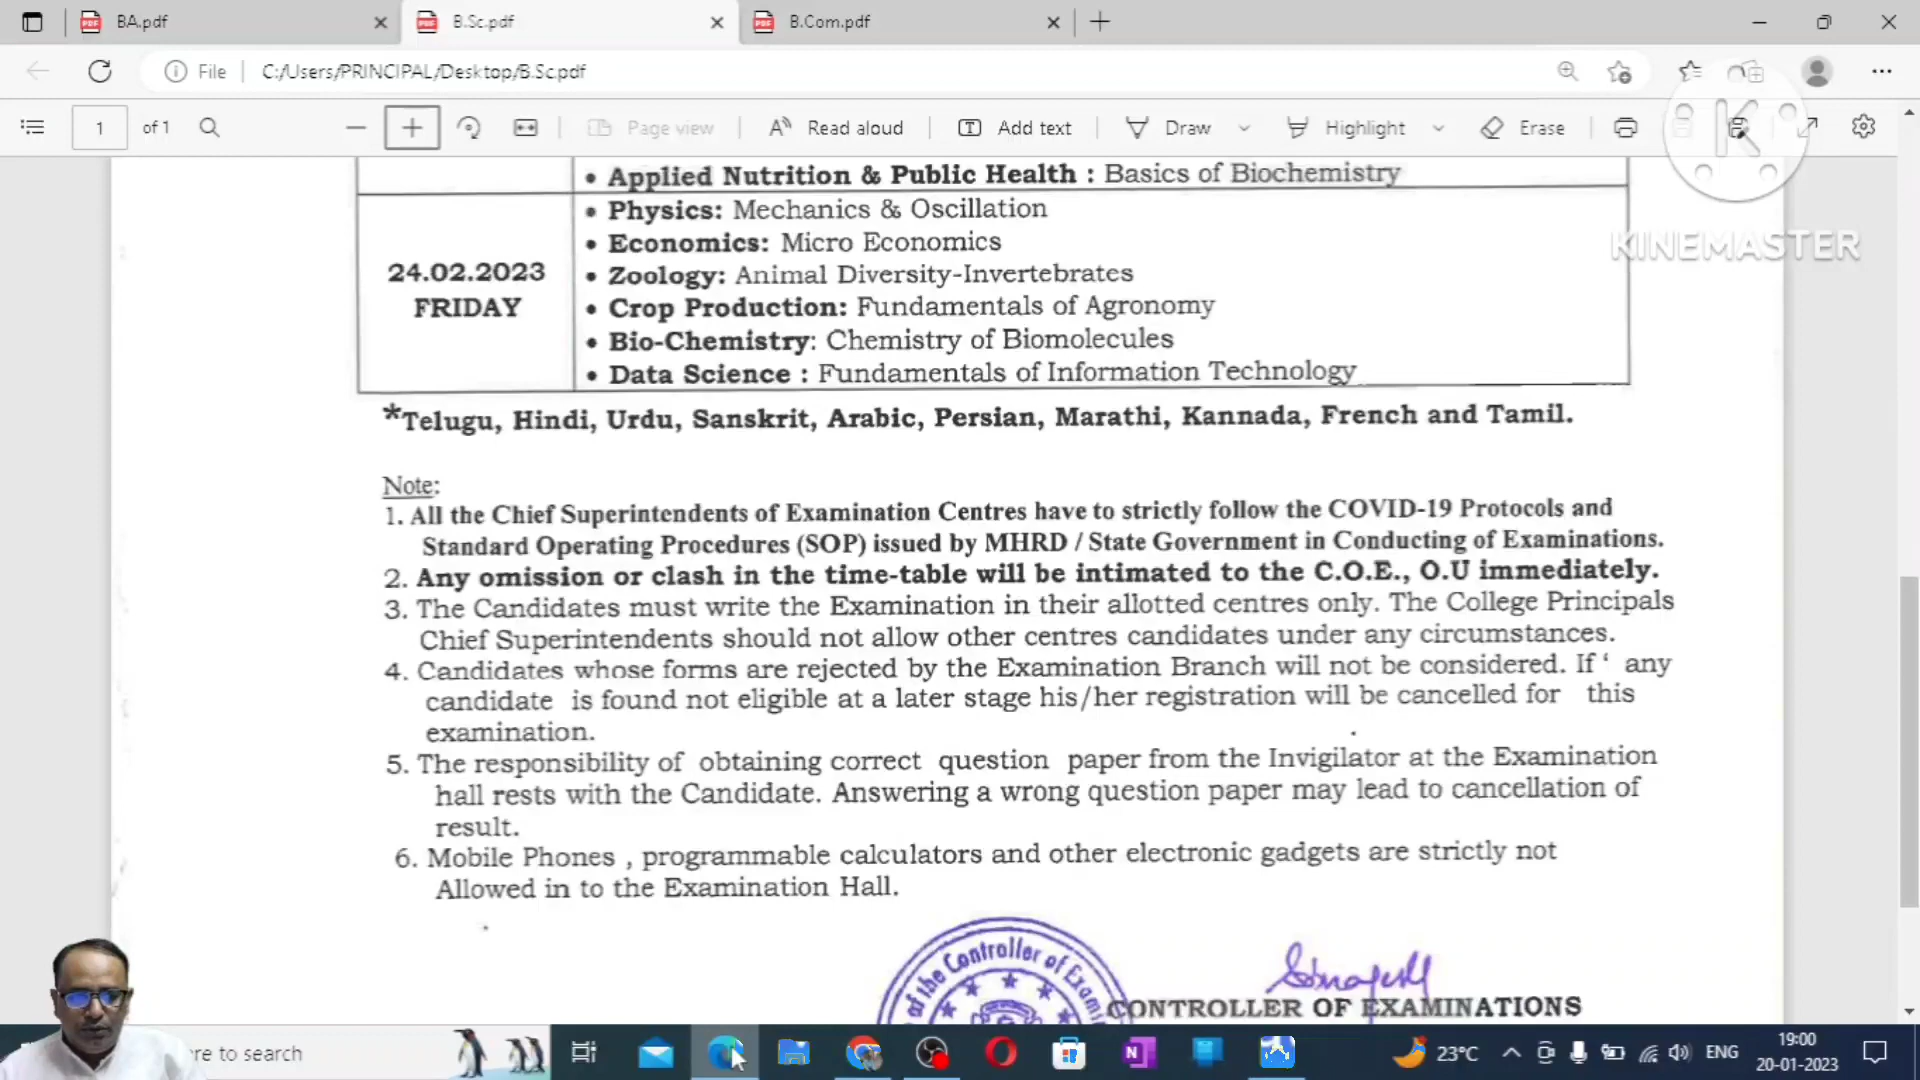 BA.pdf
B.Sc.pdf
B.Com.pdf
File
C:/Users/PRINCIPAL/Desktop/B.Sc.pdf
1 of 1
Page view
Read aloud
Add text
Draw
Highlight
Erase
K
KINEMASTER
• Applied Nutrition & Public Health : Basics of Biochemistry
24.02.2023
FRIDAY
• Physics: Mechanics & Oscillation
• Economics: Micro Economics
• Zoology: Animal Diversity-Invertebrates
• Crop Production: Fundamentals of Agronomy
• Bio-Chemistry: Chemistry of Biomolecules
• Data Science : Fundamentals of Information Technology
*Telugu, Hindi, Urdu, Sanskrit, Arabic, Persian, Marathi, Kannada, French and Tamil.
Note:
1. All the Chief Superintendents of Examination Centres have to strictly follow the COVID-19 Protocols and
Standard Operating Procedures (SOP) issued by MHRD / State Government in Conducting of Examinations.
2. Any omission or clash in the time-table will be intimated to the C.O.E., O.U immediately.
3. The Candidates must write the Examination in their allotted centres only. The College Principals
Chief Superintendents should not allow other centres candidates under any circumstances.
4. Candidates whose forms are rejected by the Examination Branch will not be considered. If ‘ any
candidate is found not eligible at a later stage his/her registration will be cancelled for this
examination.
5. The responsibility of obtaining correct question paper from the Invigilator at the Examination
hall rests with the Candidate. Answering a wrong question paper may lead to cancellation of
result.
6. Mobile Phones , programmable calculators and other electronic gadgets are strictly not
Allowed in to the Examination Hall.
of the Controller of Exami
CONTROLLER OF EXAMINATIONS
re to search
23°C
ENG
19:00
20-01-2023